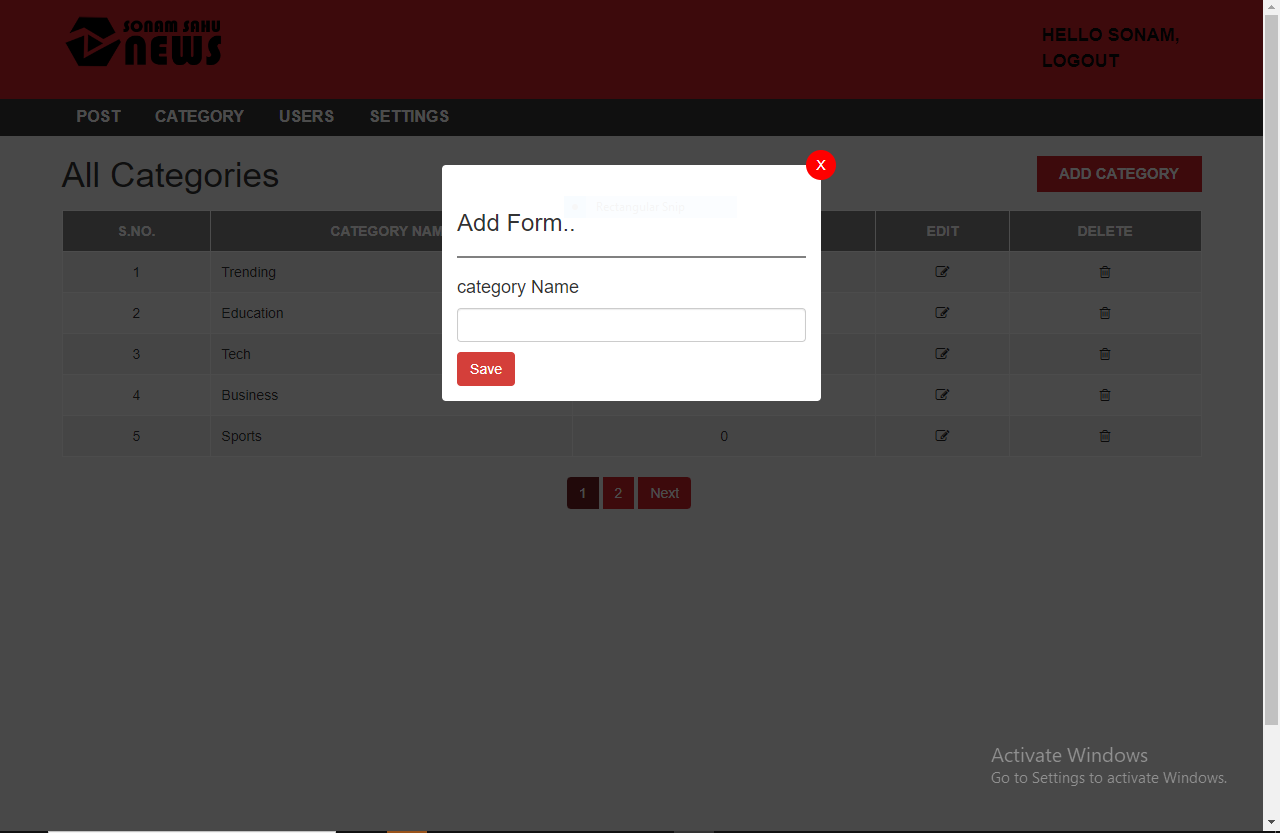 SONAM SAHU
NEWS
HELLO SONAM,
LOGOUT
POST CATEGORY USERS SETTINGS
All Categories
X
ADD CATEGORY
Rectangular Snip
Add Form..
S.NO. CATEGORY NAM EDIT DELETE
1 Trending
category Name
2 Education
3 Tech
Save
4 Business
5 Sports 0
1 2 Next
Activate Windows
Go to Settings to activate Windows.